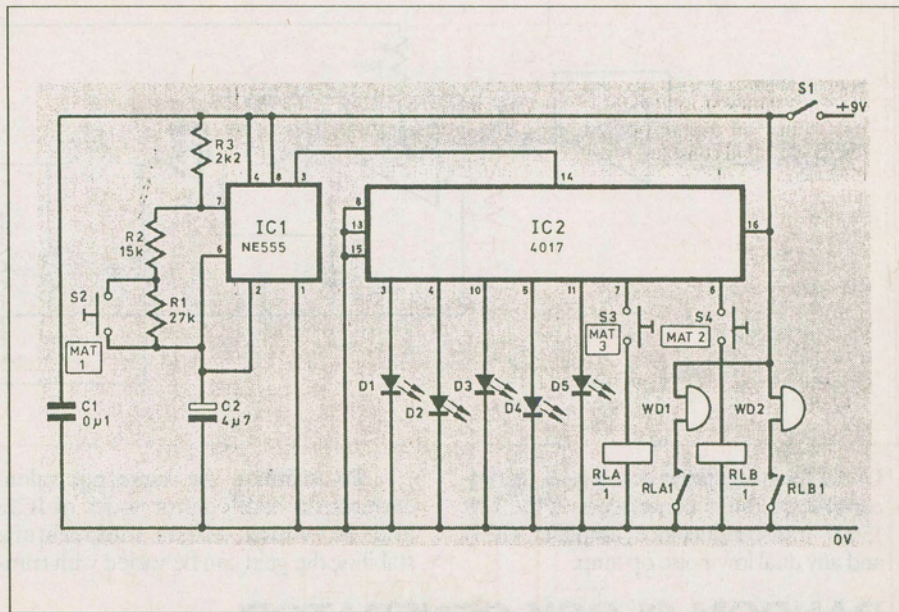 S1
+9V
R3
2k2
4
8
3
14
7
IC1
NE555
IC2
4017
8
13
15
16
R2
15k
6
S2
R1
27k
2
1
3
4
10
5
11
7
6
S3
S4
MAT
1
MAT
3
MAT 2
C1
0µ1
C2
4µ7
D1
D2
D3
D4
D5
WD1
WD2
RLA
1
RLA1
RLB
1
RLB1
0V